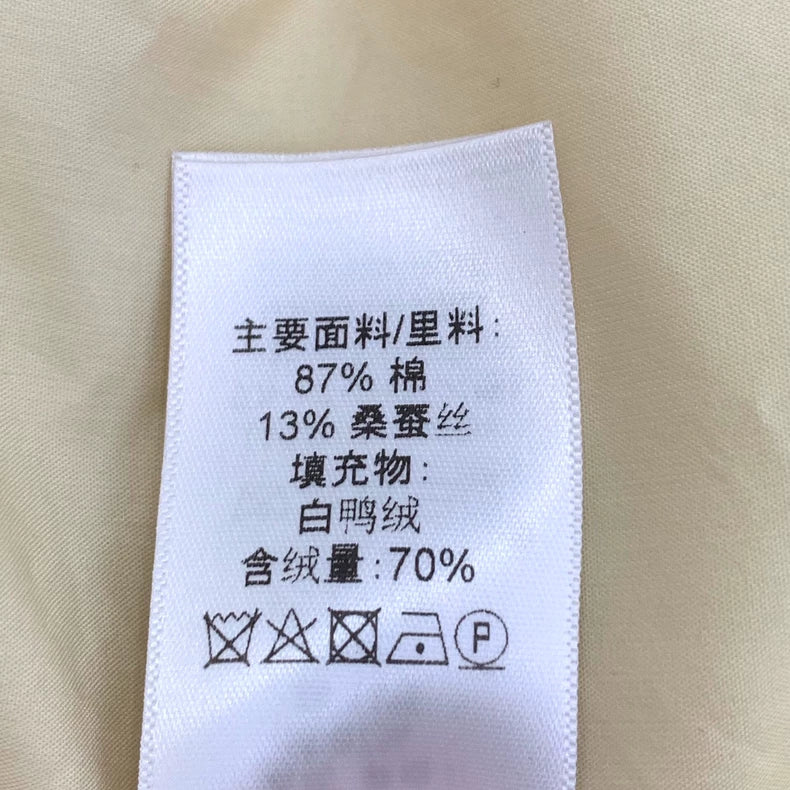 主要面料/里料:
87% 棉
13% 桑蚕丝
填充物:
白鸭绒
含绒量:70%
P